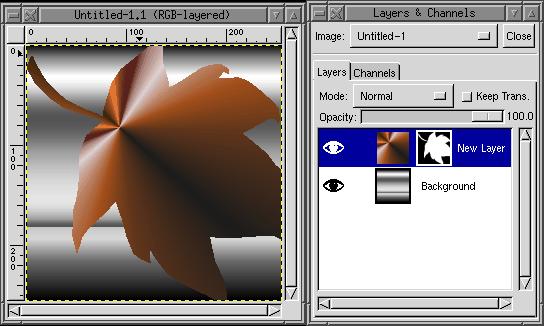 Untitled-1.1 (RGB-layered)
0 100 200
0
100
200
Layers & Channels
Image: Untitled-1 Close
Layers Channels
Mode: Normal Keep Trans.
Opacity: 100.0
New Layer
Background